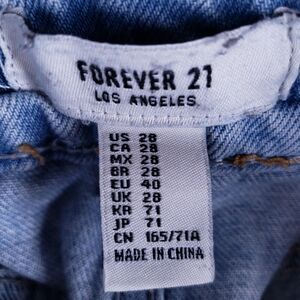 FOREVER 21
LOS ANGELES
US 28
CA 28
MX 28
BR 28
EU 40
UK 28
KR 71
JP 71
CN 165/71A
MADE IN CHINA